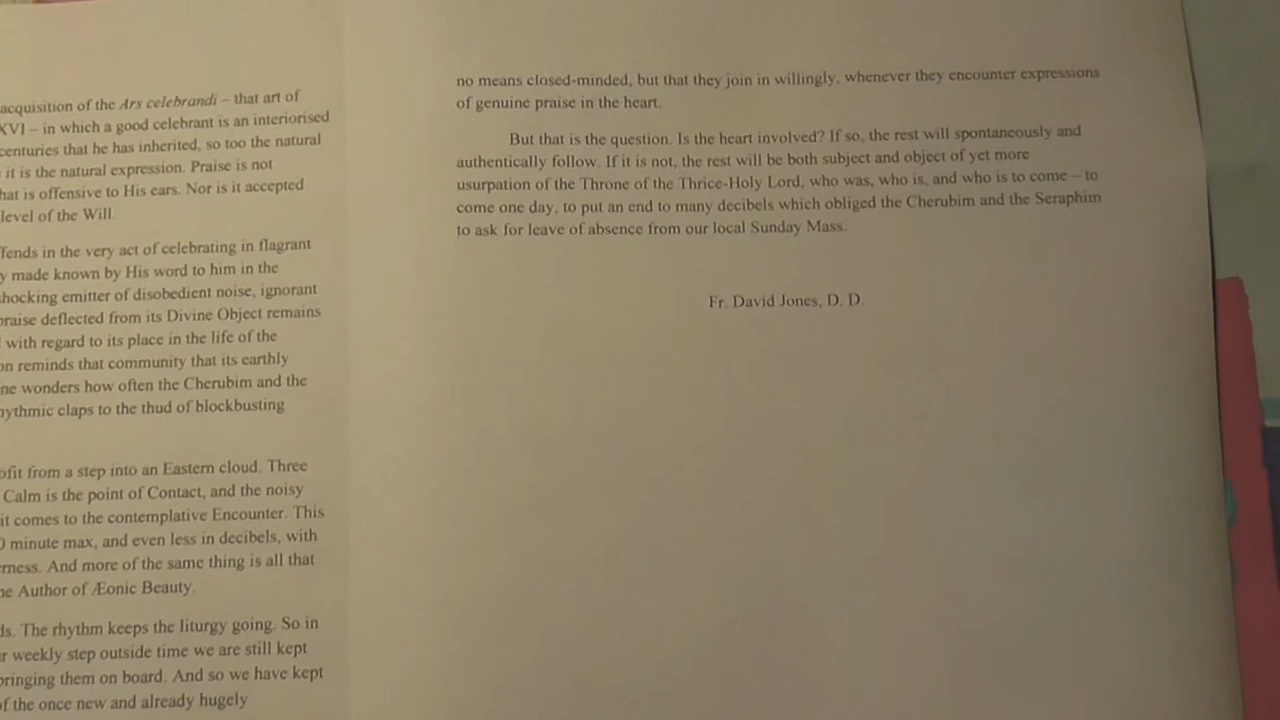 acquisition of the Ars celebrandi – that art of
XVI – in which a good celebrant is an interiorised
centuries that he has inherited, so too the natural
it is the natural expression. Praise is not
hat is offensive to His ears. Nor is it accepted
level of the Will.
fends in the very act of celebrating in flagrant
y made known by His word to him in the
hocking emitter of disobedient noise, ignorant
praise deflected from its Divine Object remains
with regard to its place in the life of the
on reminds that community that its earthly
ne wonders how often the Cherubim and the
hythmic claps to the thud of blockbusting
ofit from a step into an Eastern cloud. Three
Calm is the point of Contact, and the noisy
it comes to the contemplative Encounter. This
0 minute max, and even less in decibels, with
rness. And more of the same thing is all that
he Author of Æonic Beauty.
ds. The rhythm keeps the liturgy going. So in
r weekly step outside time we are still kept
bringing them on board. And so we have kept
of the once new and already hugely
no means closed-minded, but that they join in willingly, whenever they encounter expressions
of genuine praise in the heart.
But that is the question. Is the heart involved? If so, the rest will spontaneously and
authentically follow. If it is not, the rest will be both subject and object of yet more
usurpation of the Throne of the Thrice-Holy Lord, who was, who is, and who is to come – to
come one day, to put an end to many decibels which obliged the Cherubim and the Seraphim
to ask for leave of absence from our local Sunday Mass.
Fr. David Jones, D. D.